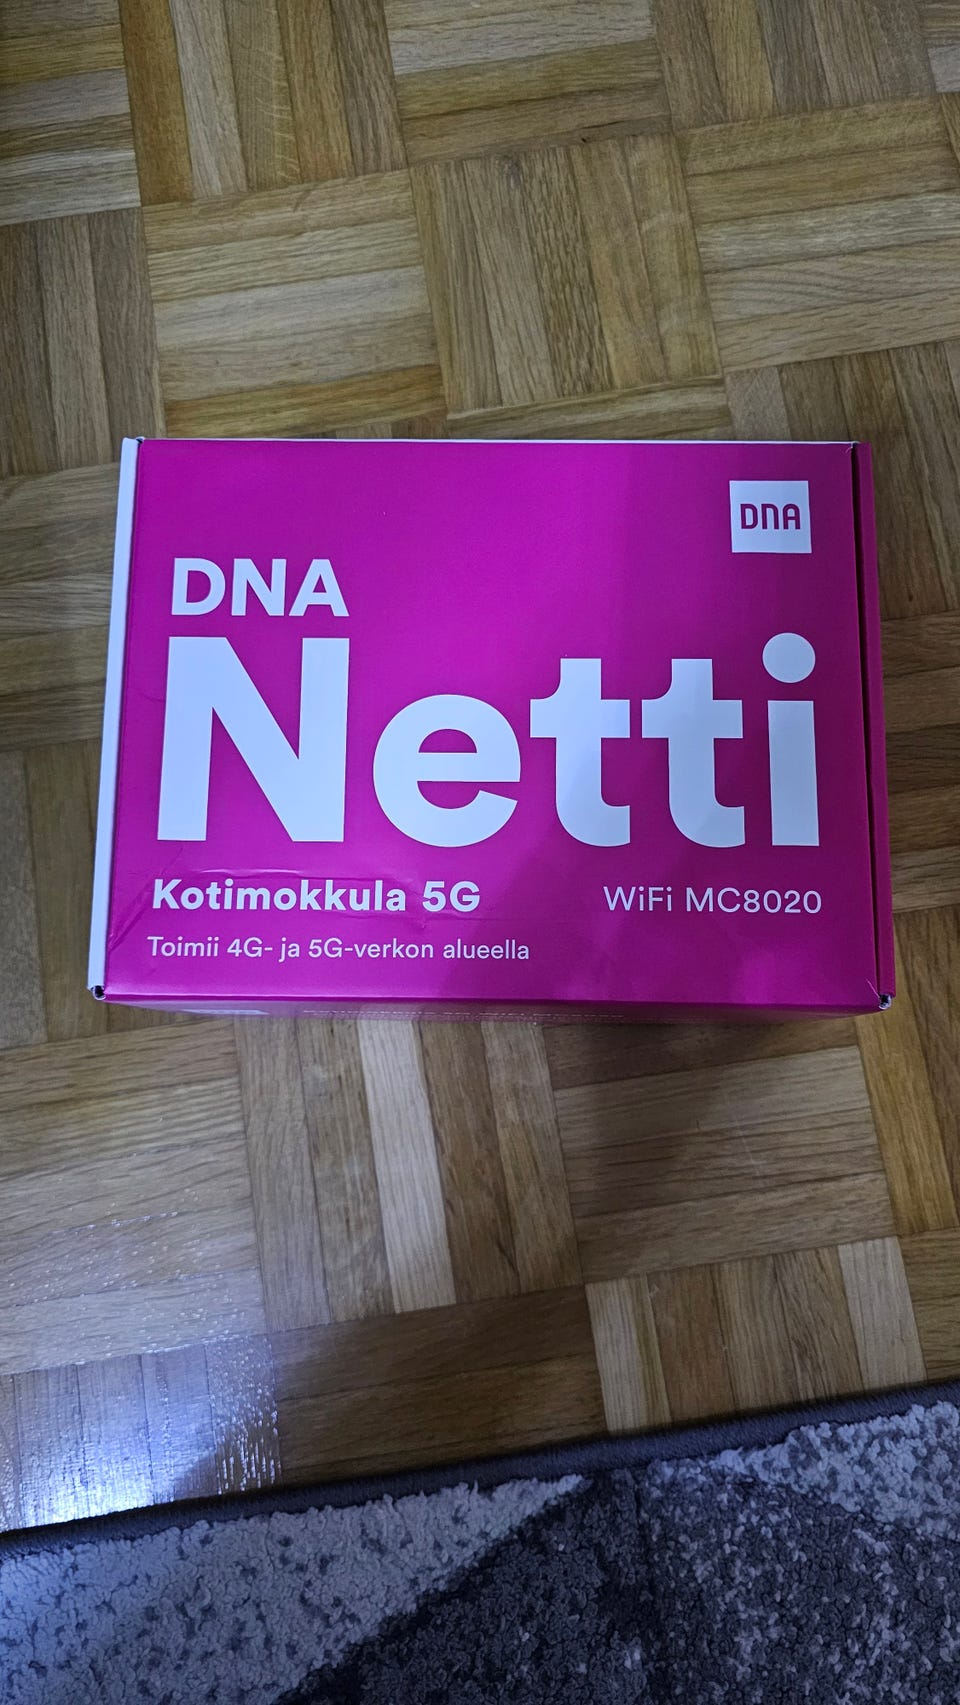 DNA
DNA
Netti
Kotimokkula 5G
WiFi MC8020
Toimii 4G- ja 5G-verkon alueella